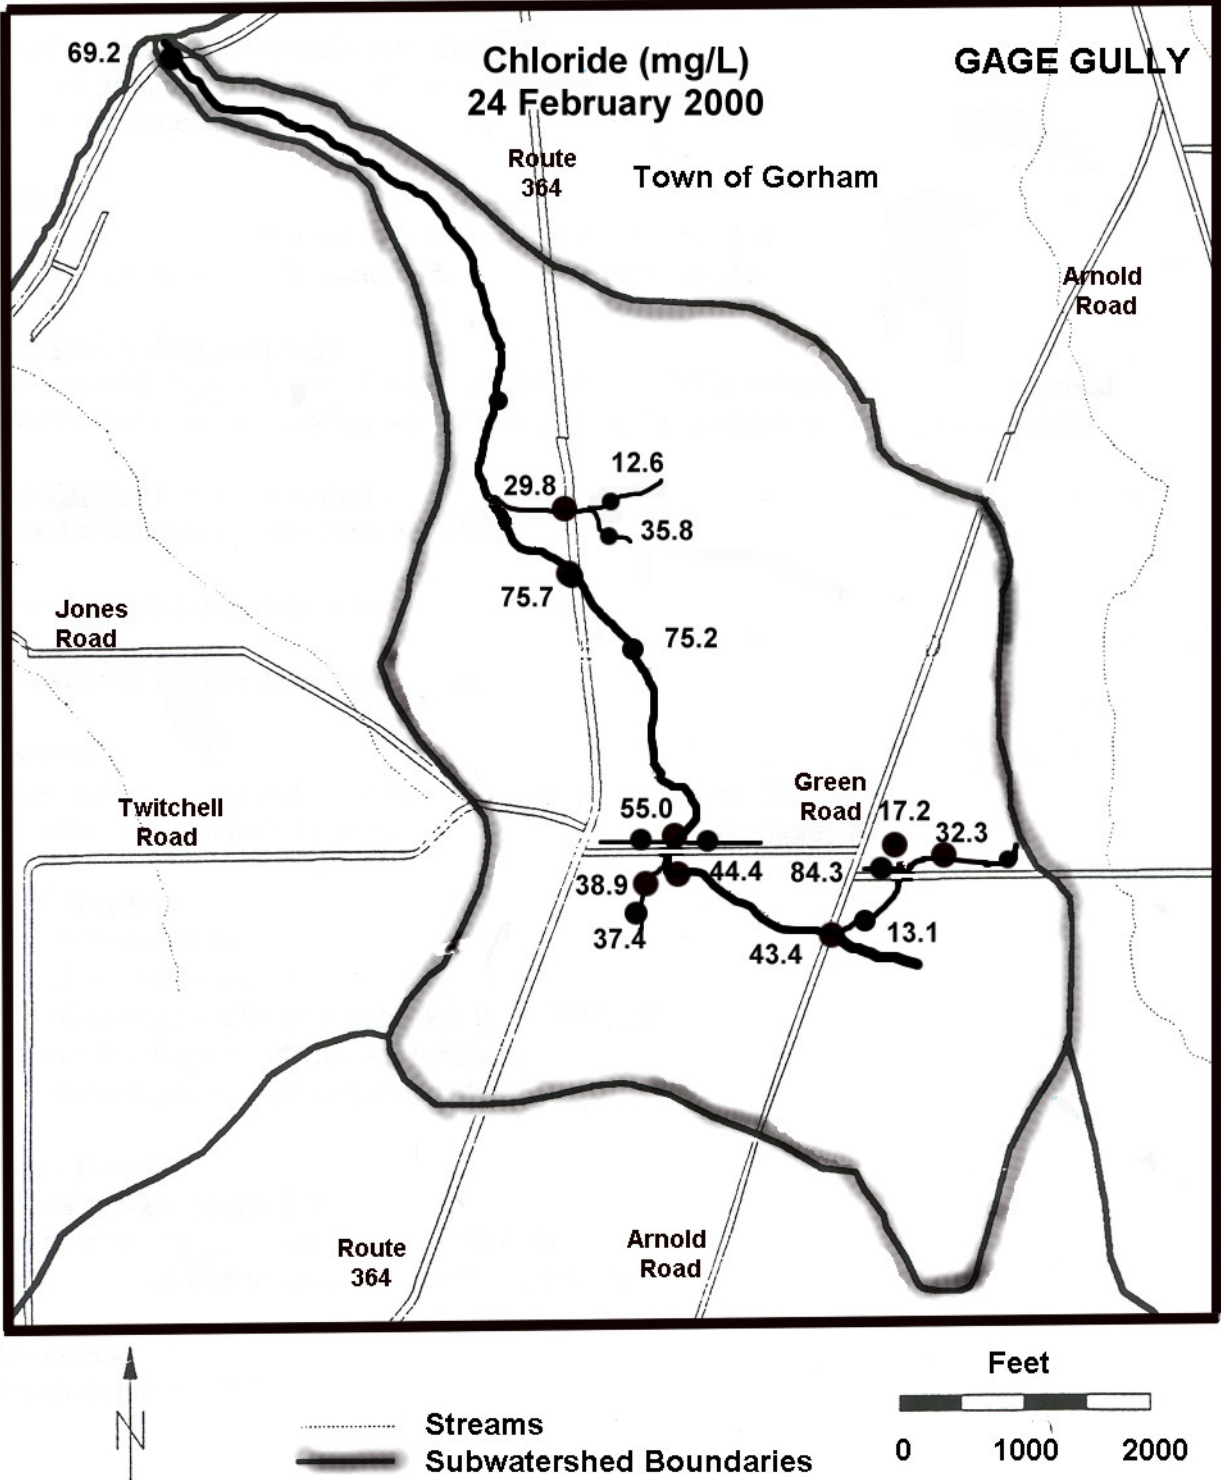 69.2
Chloride (mg/L)
24 February 2000
GAGE GULLY
Route
364
Town of Gorham
Arnold
Road
12.6
29.8
35.8
75.7
Jones
Road
75.2
Green
Road
Twitchell
Road
55.0
17.2
32.3
38.9
44.4
84.3
37.4
43.4
13.1
Route
364
Arnold
Road
Feet
N
Streams
0 1000 2000
Subwatershed Boundaries